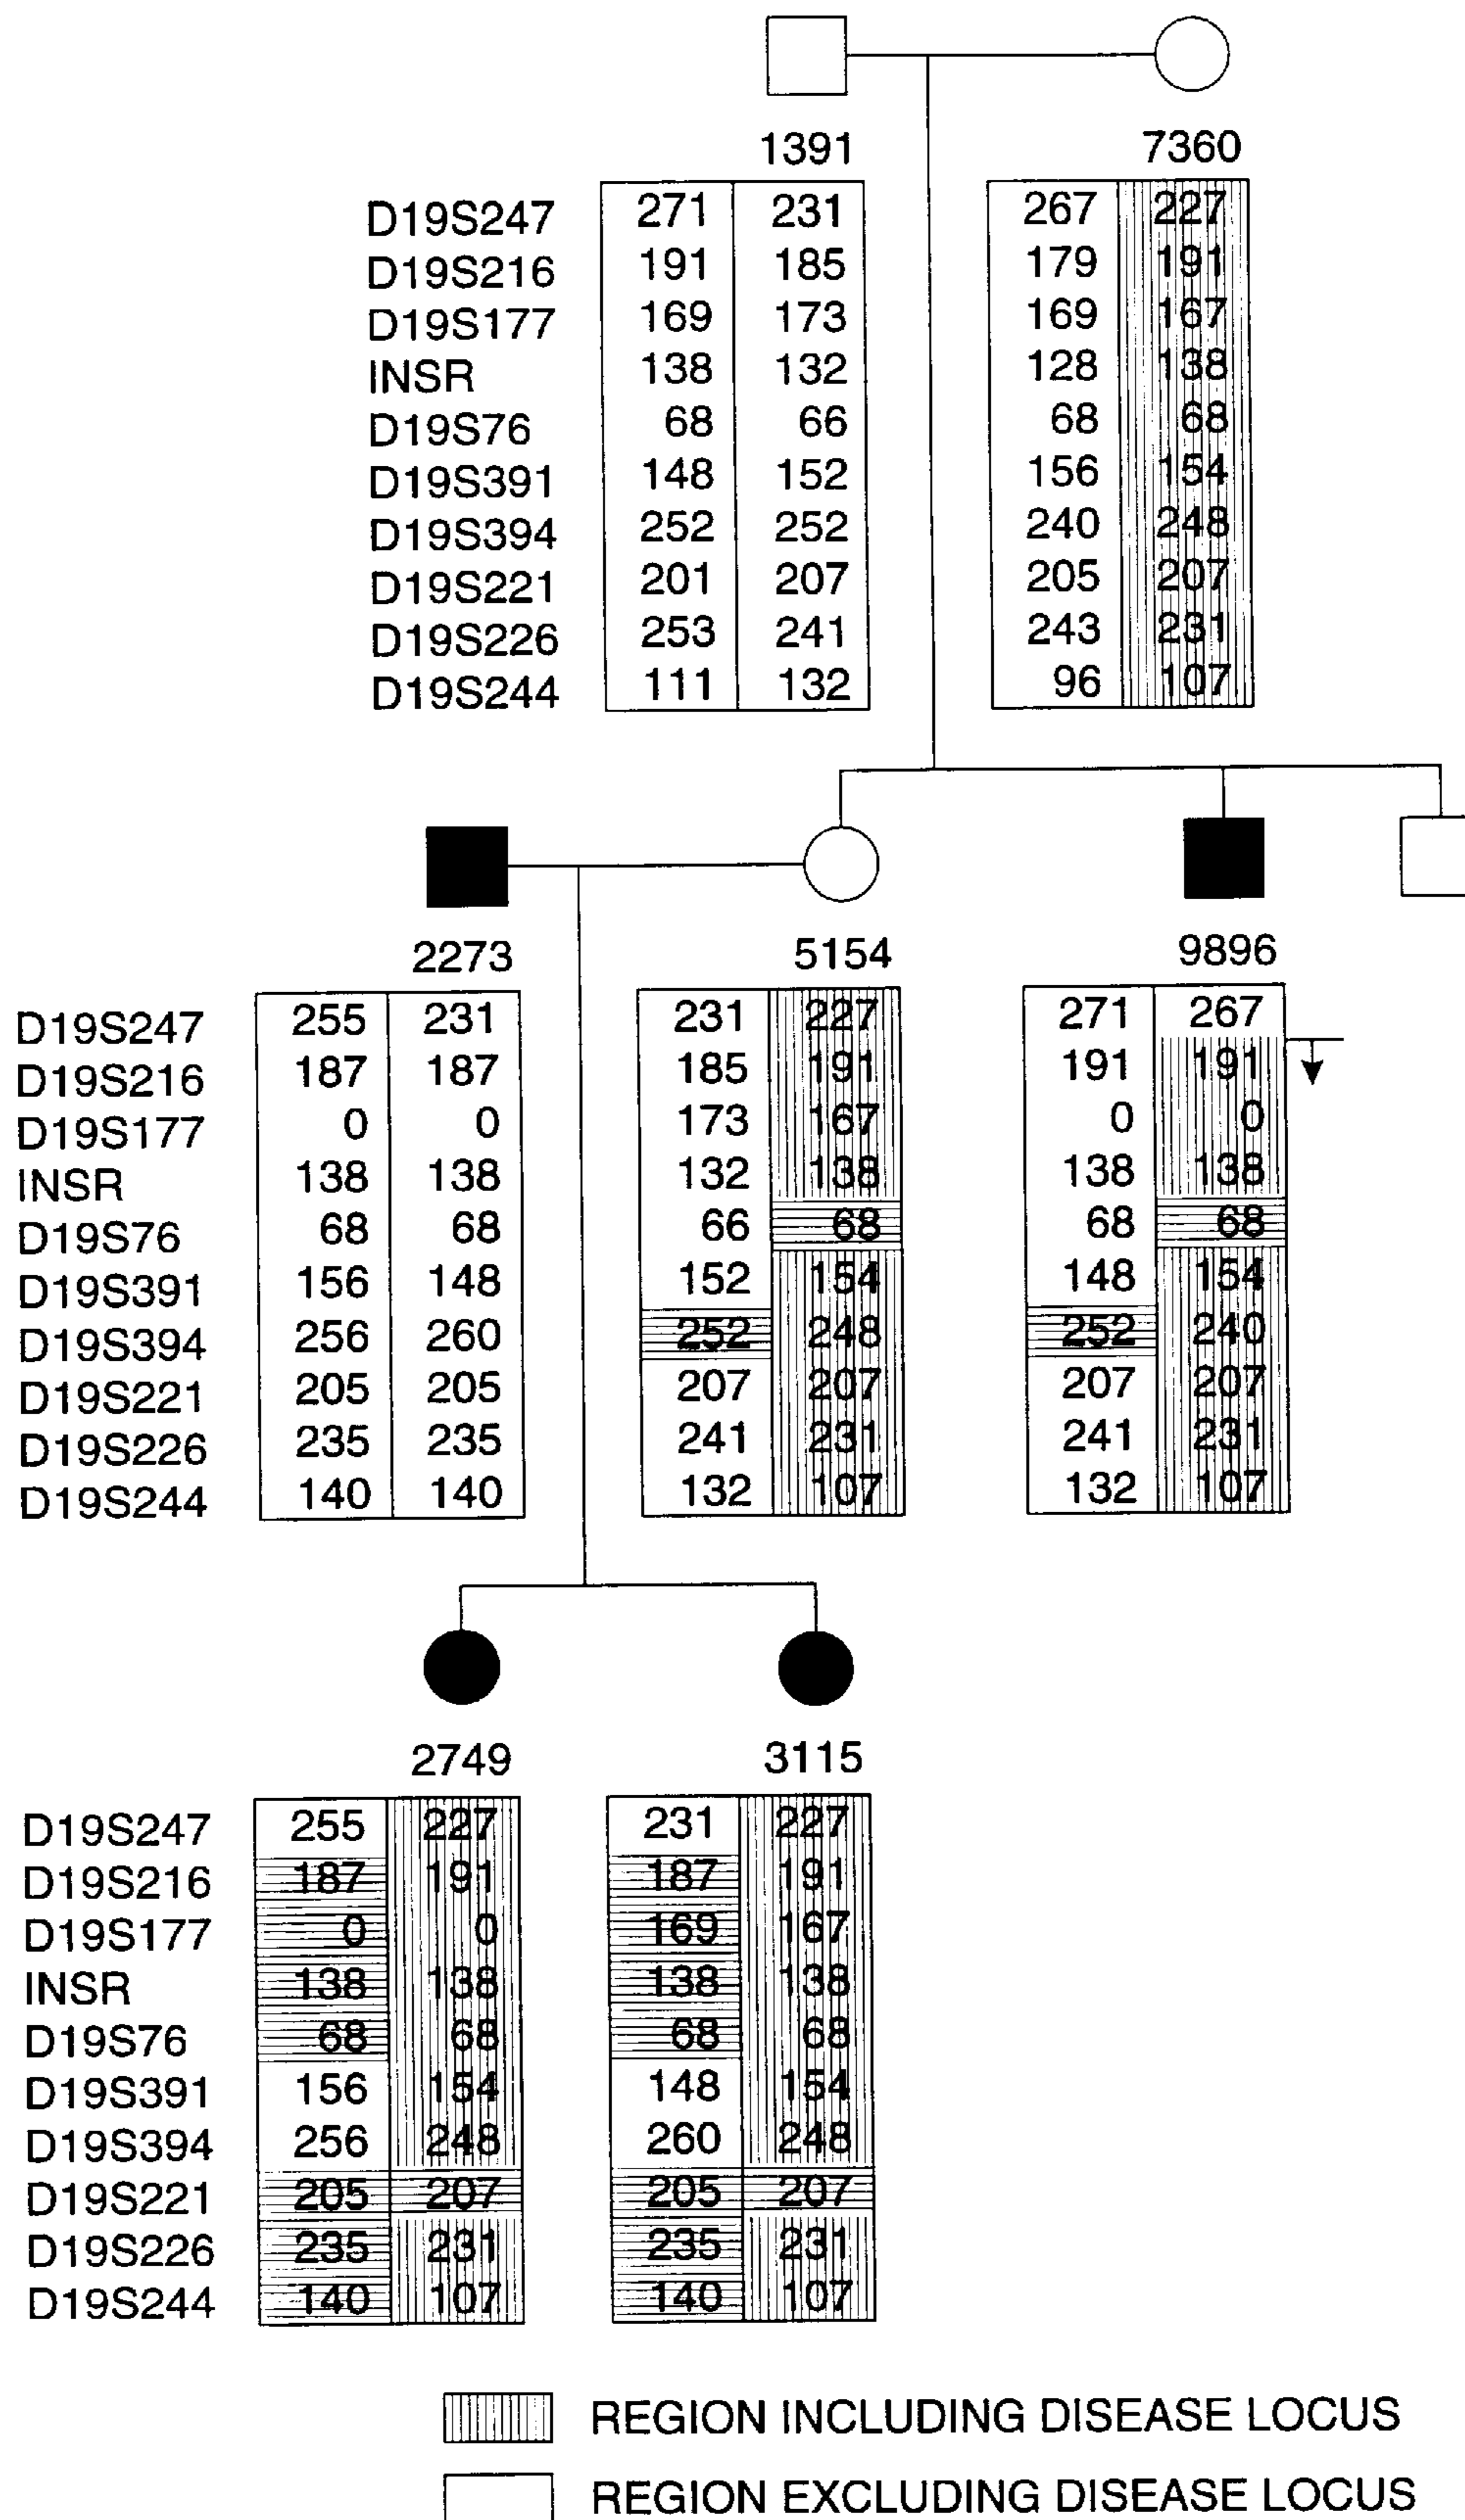 1391 7360
D19S247 271 231 267 227
D19S216 191 185 179 191
D19S177 169 173 169 167
INSR 138 132 128 138
D19S76 68 66 68 68
D19S391 148 152 156 154
D19S394 252 252 240 248
D19S221 201 207 205 207
D19S226 253 241 243 231
D19S244 111 132 96 107
2273 5154 9896
D19S247 255 231 231 227 271 267
D19S216 187 187 185 191 191 191
D19S177 0 0 173 167 0 0
INSR 138 138 132 138 138 138
D19S76 68 68 66 68 68 68
D19S391 156 148 152 154 148 154
D19S394 256 260 252 248 252 240
D19S221 205 205 207 207 207 207
D19S226 235 235 241 231 241 231
D19S244 140 140 132 107 132 107
2749 3115
D19S247 255 227 231 227
D19S216 187 191 187 191
D19S177 0 0 169 167
INSR 138 138 138 138
D19S76 68 68 68 68
D19S391 156 154 148 154
D19S394 256 248 260 248
D19S221 205 207 205 207
D19S226 235 231 235 231
D19S244 140 107 140 107
REGION INCLUDING DISEASE LOCUS
REGION EXCLUDING DISEASE LOCUS